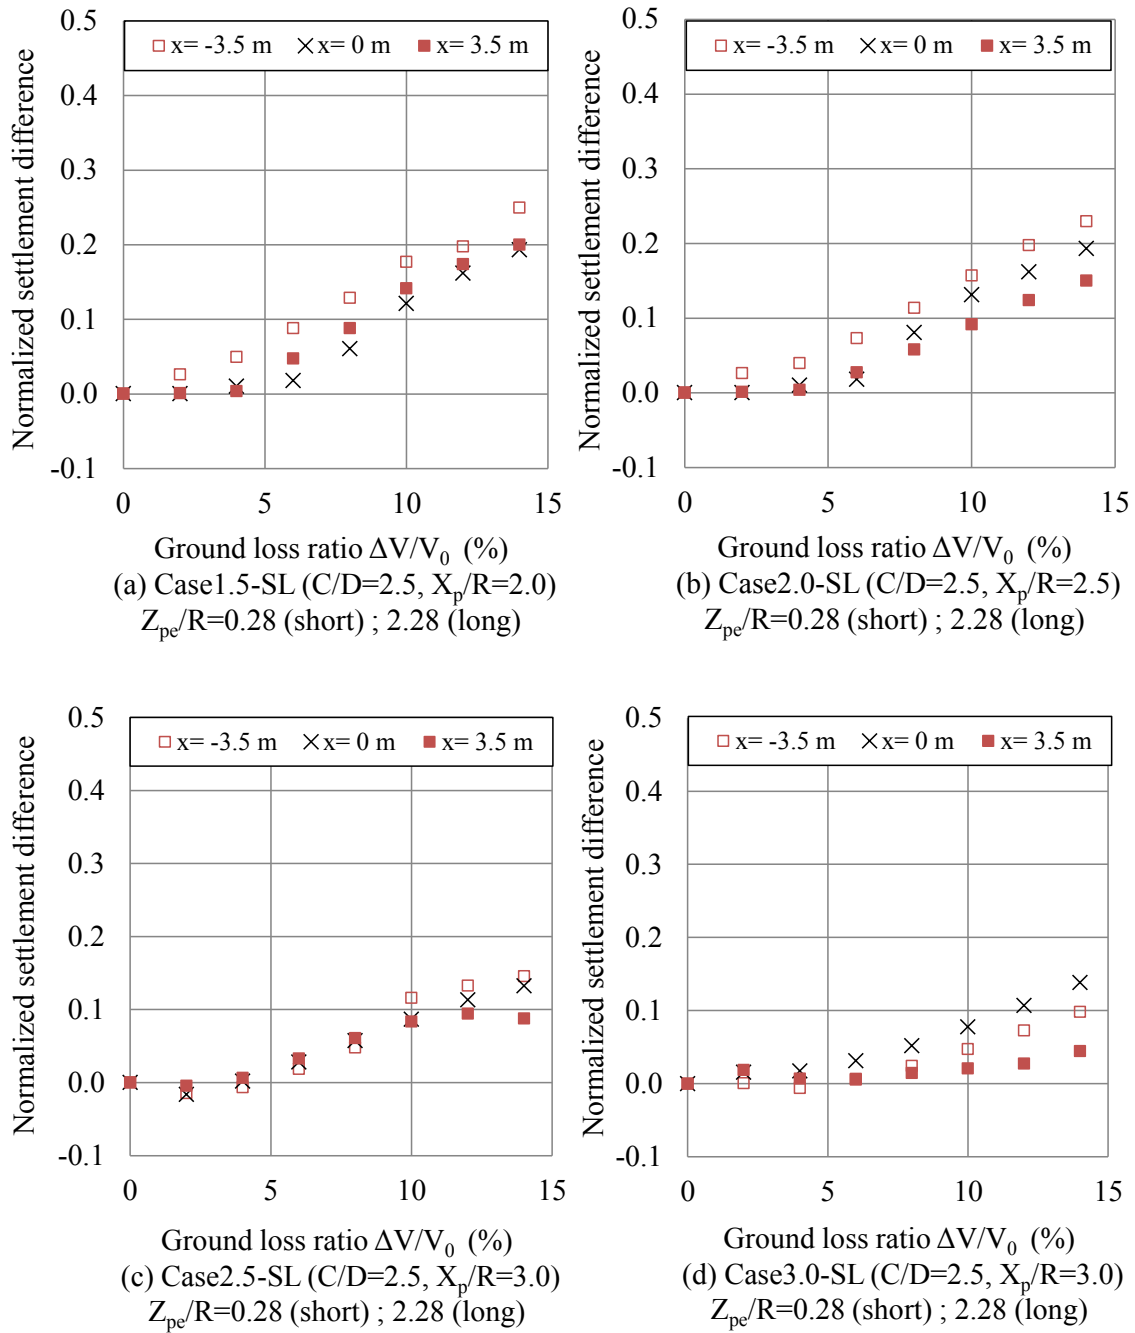 0.5
x= -3.5 m x= 0 m x= 3.5 m
0.4
0.3
0.2
0.1
0.0
-0.1
Normalized settlement difference
0 5 10 15
Ground loss ratio ΔV/V0 (%)
(a) Case1.5-SL (C/D=2.5, Xp/R=2.0)
Zpe/R=0.28 (short) ; 2.28 (long)
0.5
x= -3.5 m x= 0 m x= 3.5 m
0.4
0.3
0.2
0.1
0.0
-0.1
Normalized settlement difference
0 5 10 15
Ground loss ratio ΔV/V0 (%)
(b) Case2.0-SL (C/D=2.5, Xp/R=2.5)
Zpe/R=0.28 (short) ; 2.28 (long)
0.5
x= -3.5 m x= 0 m x= 3.5 m
0.4
0.3
0.2
0.1
0.0
-0.1
Normalized settlement difference
0 5 10 15
Ground loss ratio ΔV/V0 (%)
(c) Case2.5-SL (C/D=2.5, Xp/R=3.0)
Zpe/R=0.28 (short) ; 2.28 (long)
0.5
x= -3.5 m x= 0 m x= 3.5 m
0.4
0.3
0.2
0.1
0.0
-0.1
Normalized settlement difference
0 5 10 15
Ground loss ratio ΔV/V0 (%)
(d) Case3.0-SL (C/D=2.5, Xp/R=3.0)
Zpe/R=0.28 (short) ; 2.28 (long)